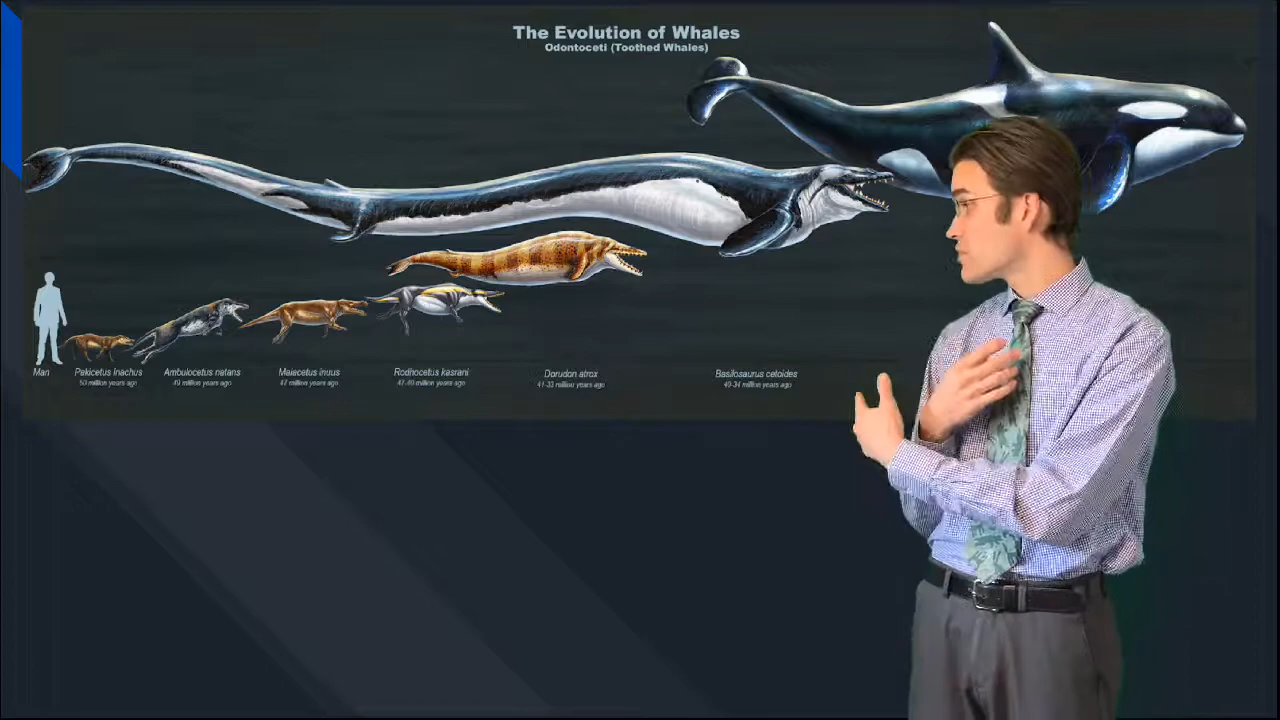 The Evolution of Whales
Odontoceti (Toothed Whales)
Man
Pakicetus inachus
50 million years ago
Ambulocetus natans
49 million years ago
Maiacetus inuus
47 million years ago
Rodhocetus kasrani
47-40 million years ago
Dorudon atrox
41-33 million years ago
Basilosaurus cetoides
40-34 million years ago